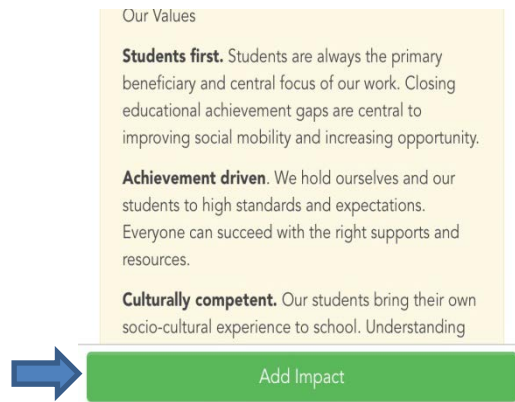 Our Values
Students first. Students are always the primary
beneficiary and central focus of our work. Closing
educational achievement gaps are central to
improving social mobility and increasing opportunity.
Achievement driven. We hold ourselves and our
students to high standards and expectations.
Everyone can succeed with the right supports and
resources.
Culturally competent. Our students bring their own
socio-cultural experience to school. Understanding
Add Impact